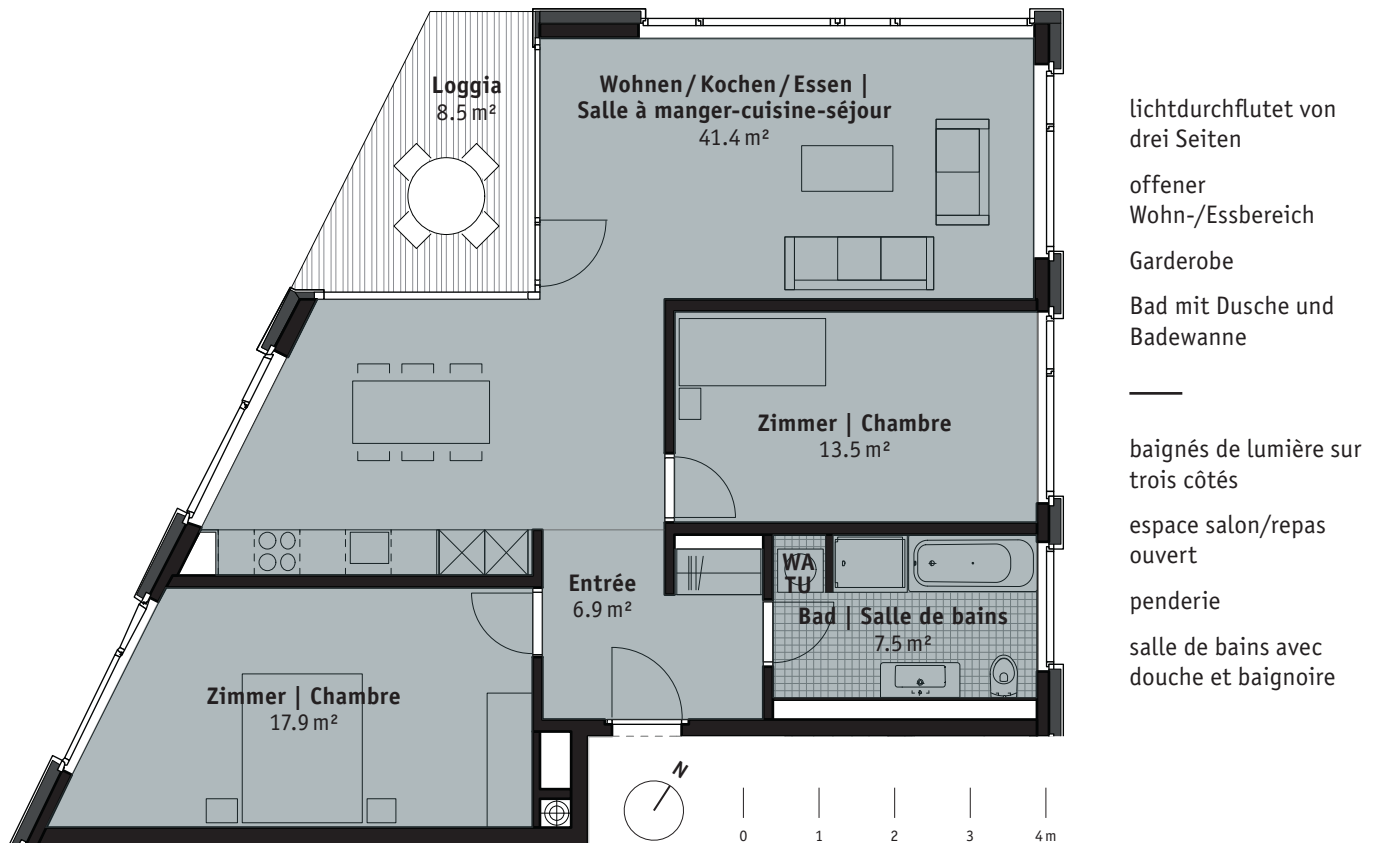 Loggia
8.5 m²
Wohnen / Kochen / Essen |
Salle à manger-cuisine-séjour
41.4 m²
Zimmer | Chambre
13.5 m²
Entrée
6.9 m²
WA
TU
Bad | Salle de bains
7.5 m²
Zimmer | Chambre
17.9 m²
N
0 1 2 3 4 m
lichtdurchflutet von
drei Seiten
offener
Wohn-/Essbereich
Garderobe
Bad mit Dusche und
Badewanne
baignés de lumière sur
trois côtés
espace salon/repas
ouvert
penderie
salle de bains avec
douche et baignoire